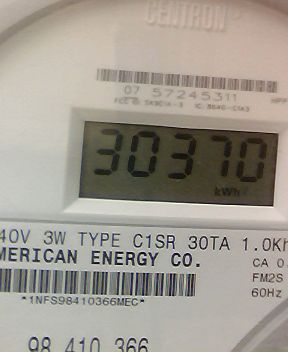 CENTRON
07 57245311
30370
kWh
40V 3W TYPE C1SR 30TA 1.0Kh
MERICAN ENERGY CO.
CA 0.
FM2S
60Hz
*1NFS98410366MEC*
98 410 366